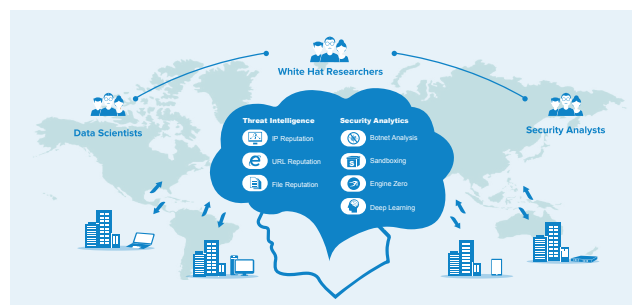 White Hat Researchers
Data Scientists
Security Analysts
Threat Intelligence
IP Reputation
URL Reputation
File Reputation
Security Analytics
Botnet Analysis
Sandboxing
Engine Zero
Deep Learning